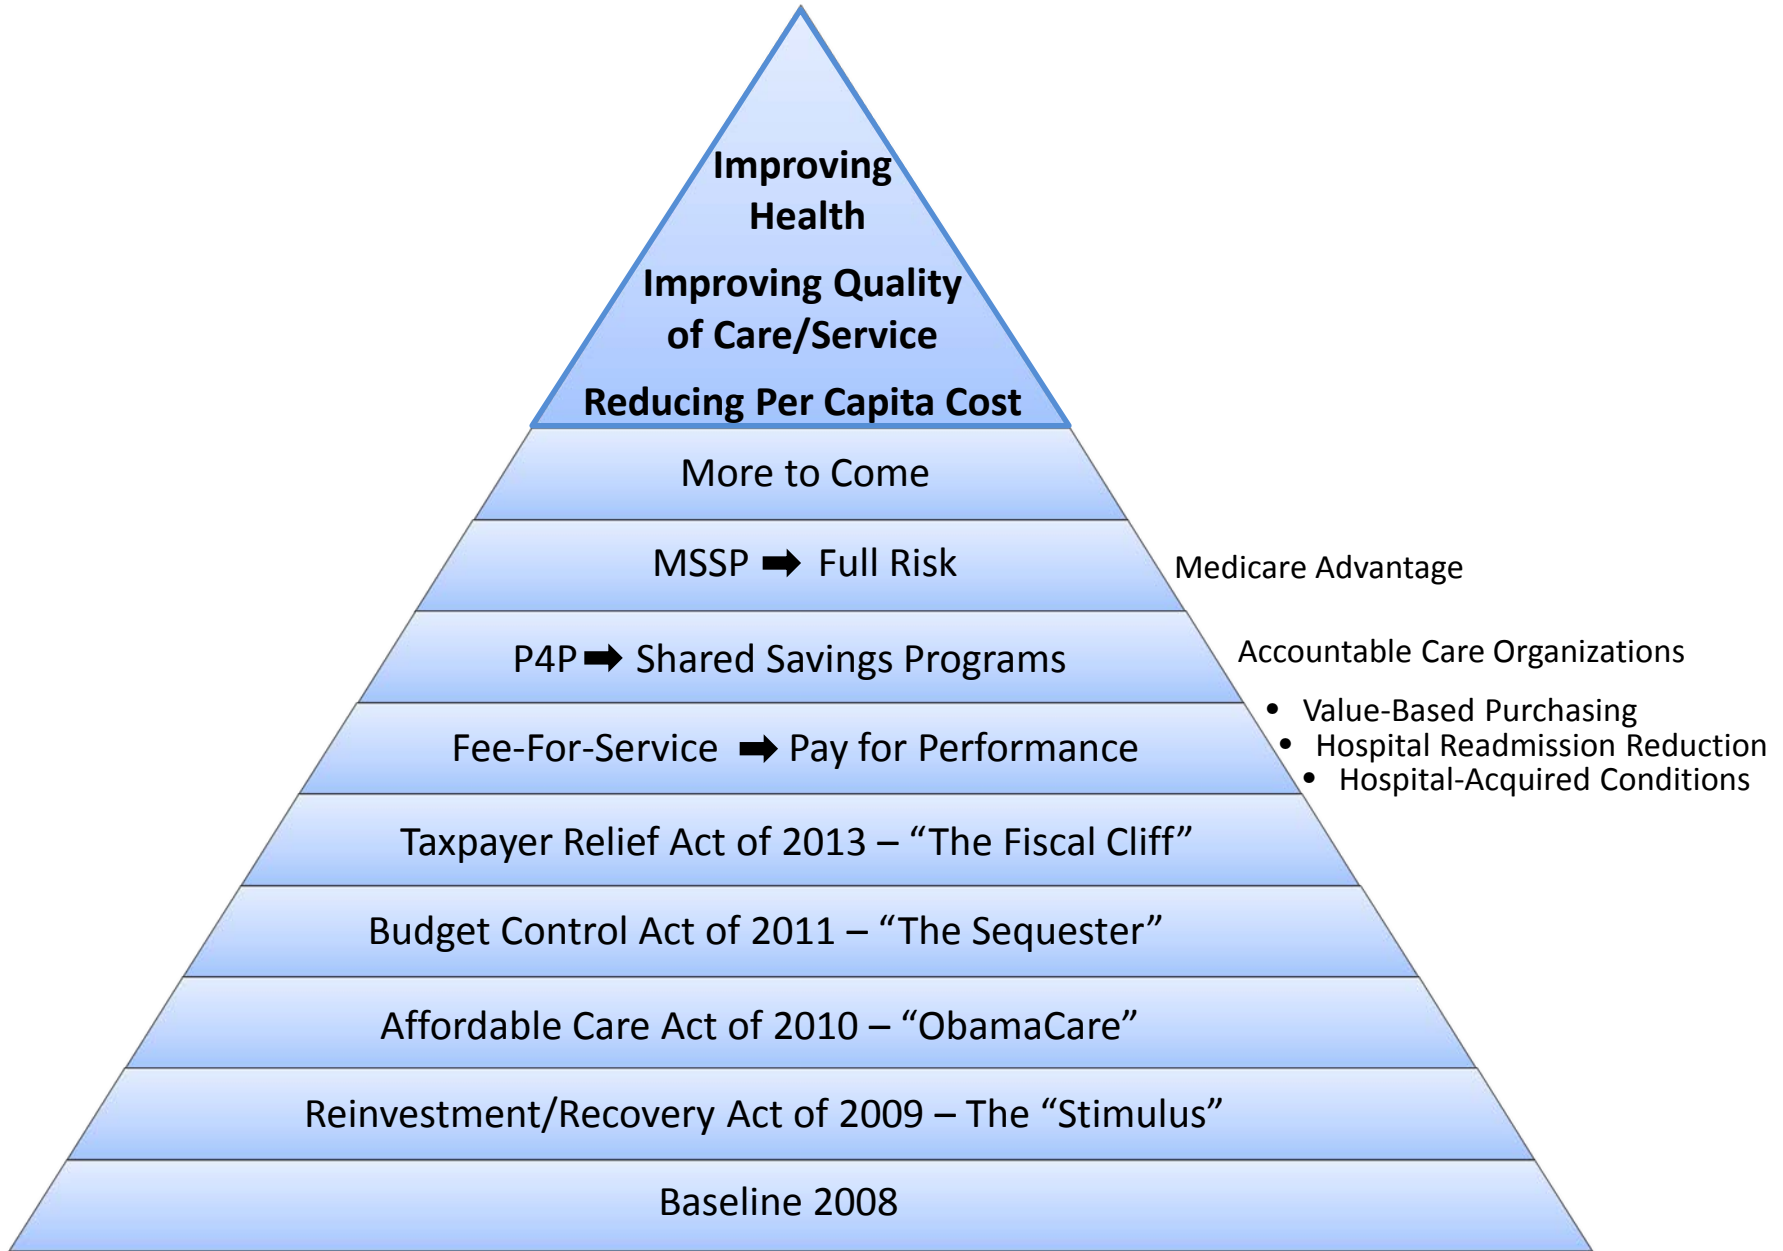 Improving
Health
Improving Quality
of Care/Service
Reducing Per Capita Cost
More to Come
MSSP ➡ Full Risk
Medicare Advantage
P4P ➡ Shared Savings Programs
Accountable Care Organizations
Fee-For-Service ➡ Pay for Performance
• Value-Based Purchasing
• Hospital Readmission Reduction
• Hospital-Acquired Conditions
Taxpayer Relief Act of 2013 – “The Fiscal Cliff”
Budget Control Act of 2011 – “The Sequester”
Affordable Care Act of 2010 – “ObamaCare”
Reinvestment/Recovery Act of 2009 – The “Stimulus”
Baseline 2008